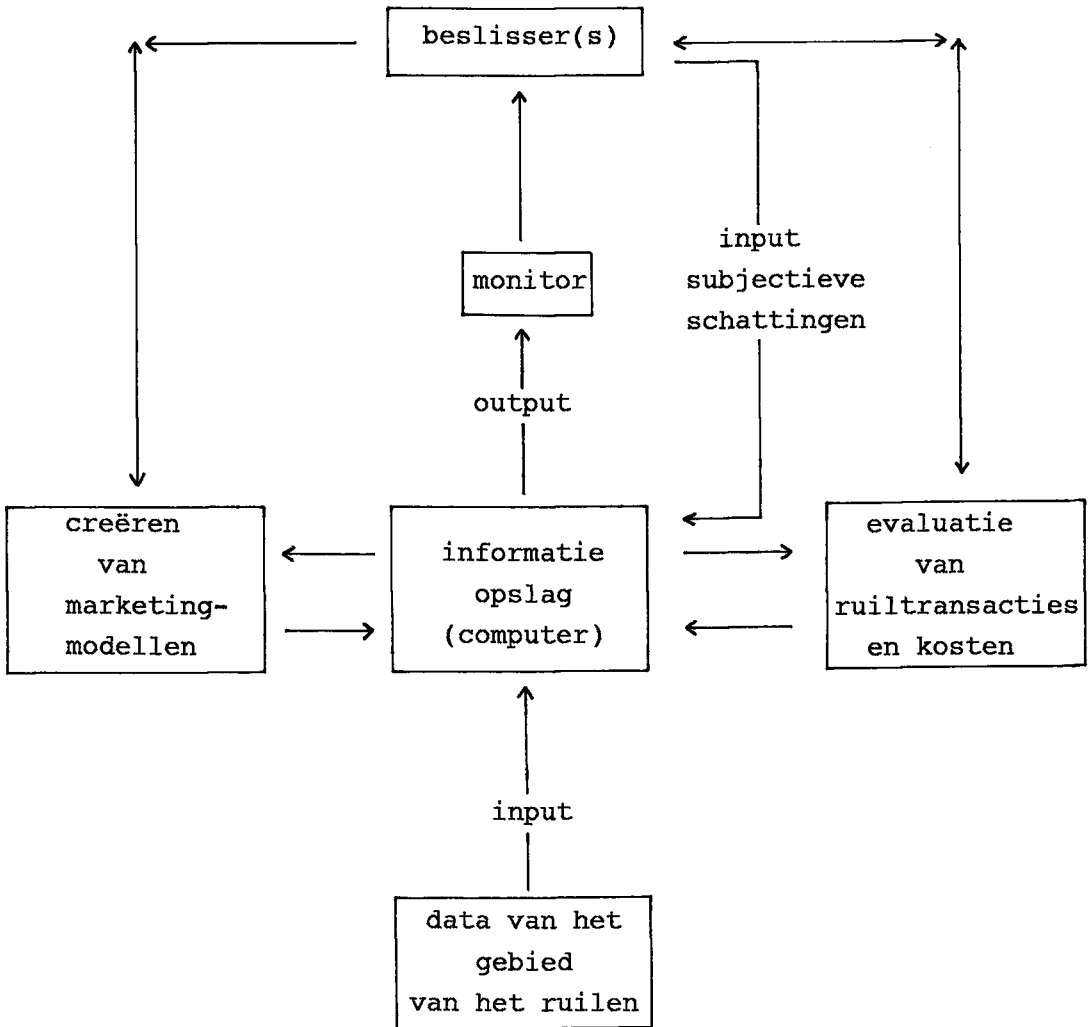 beslisser(s)
input
subjectieve
schattingen
monitor
output
creëren
van
marketing-
modellen
informatie
opslag
(computer)
evaluatie
van
ruiltransacties
en kosten
input
data van het
gebied
van het ruilen